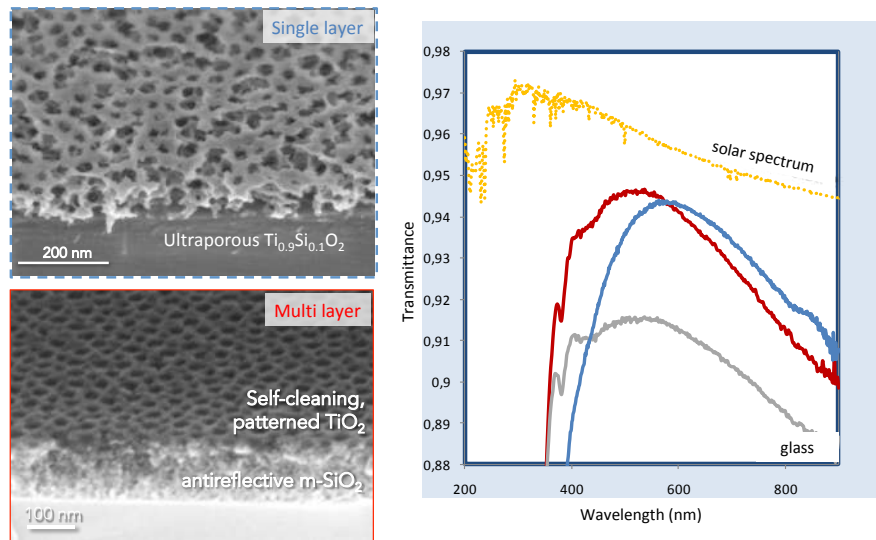 Single layer
Ultraporous Ti0.9Si0.1O2
200 nm
Multi layer
Self-cleaning,
patterned TiO2
antireflective m-SiO2
100 nm
0,98
0,97
0,96
0,95
0,94
0,93
0,92
0,91
0,9
0,89
0,88
Transmittance
solar spectrum
glass
200
400
600
800
Wavelength (nm)